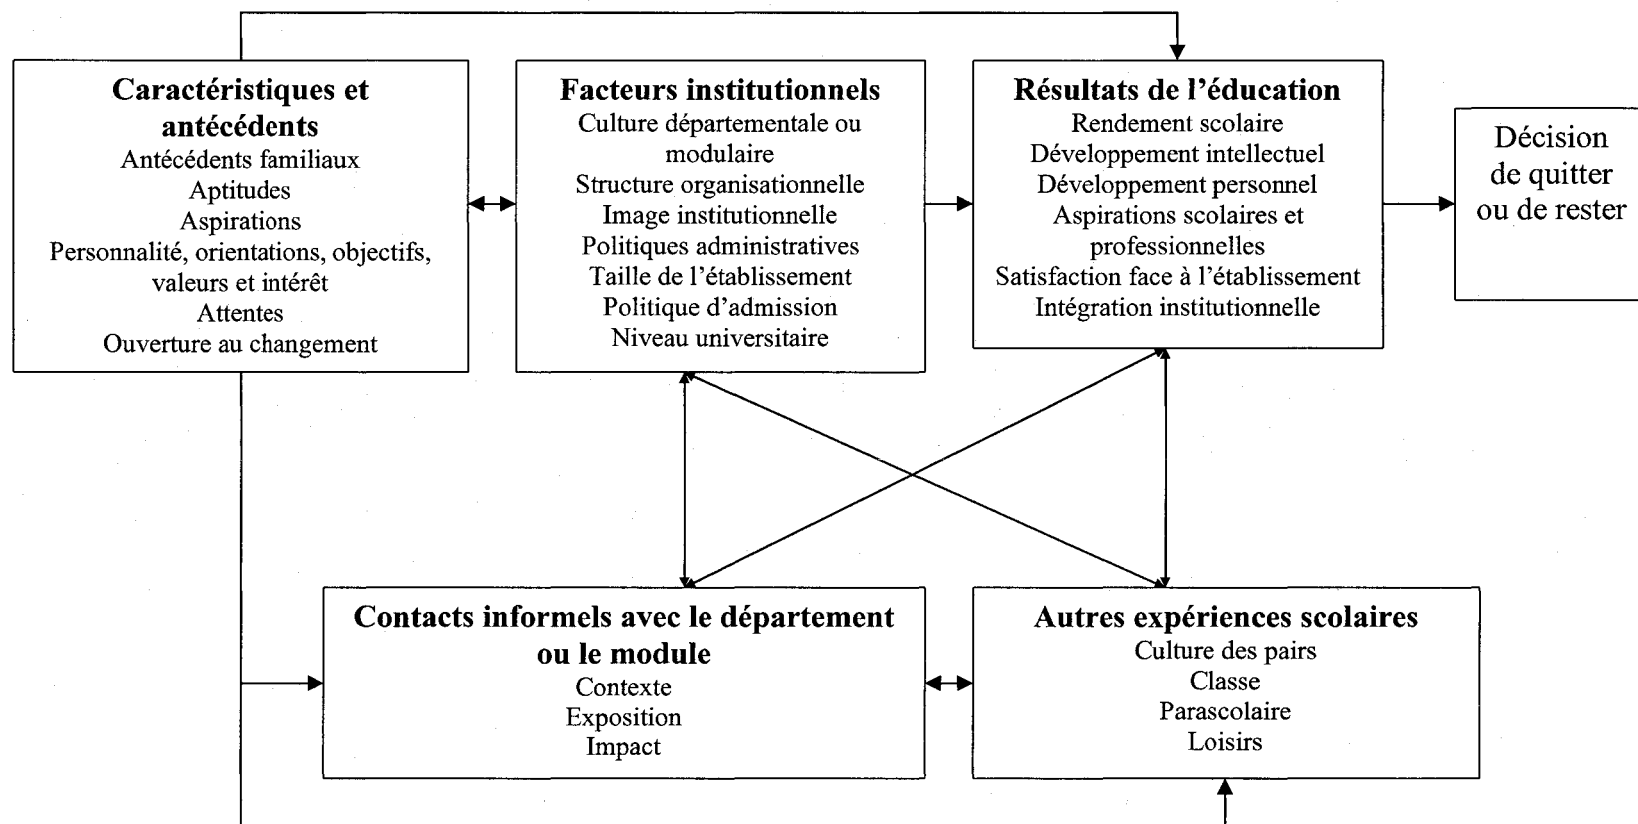 Caractéristiques et
antécédents
Antécédents familiaux
Aptitudes
Aspirations
Personnalité, orientations, objectifs,
valeurs et intérêt
Attentes
Ouverture au changement
Facteurs institutionnels
Culture départementale ou
modulaire
Structure organisationnelle
Image institutionnelle
Politiques administratives
Taille de l'établissement
Politique d'admission
Niveau universitaire
Résultats de l'éducation
Rendement scolaire
Développement intellectuel
Développement personnel
Aspirations scolaires et
professionnelles
Satisfaction face à l'établissement
Intégration institutionnelle
Décision
de quitter
ou de rester
Contacts informels avec le département
ou le module
Contexte
Exposition
Impact
Autres expériences scolaires
Culture des pairs
Classe
Parascolaire
Loisirs